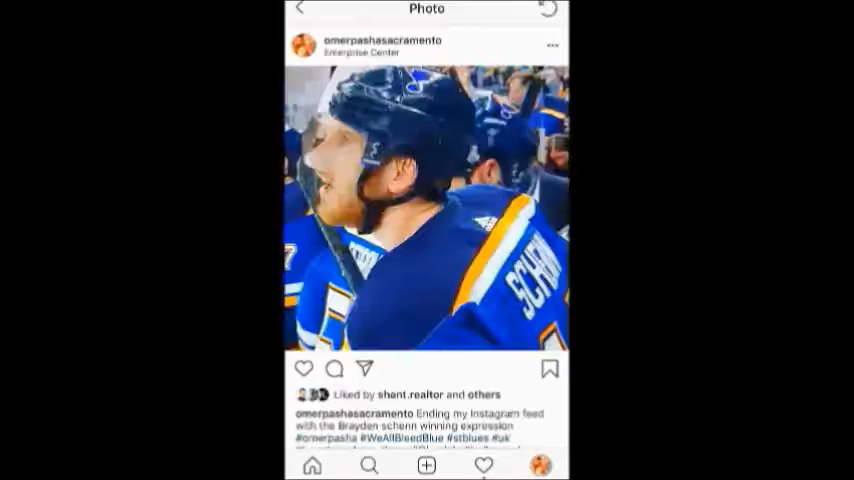 Photo
omerpashasacramento
Enterprise Center
SCHENN
Liked by shant.realtor and others
omerpashasacramento Ending my Instagram feed
with the Brayden schenn winning expression
#omerpasha #WeAllBleedBlue #stblues #uk